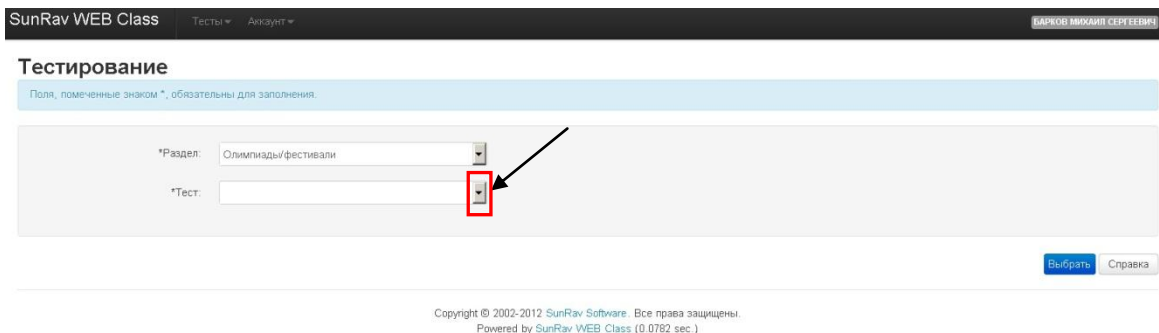 SunRav WEB Class Тесты Аккаунт БАРКОВ МИХАИЛ СЕРГЕЕВИЧ
Тестирование
Поля, помеченные знаком *, обязательны для заполнения.
*Раздел: Олимпиады/фестивали
*Тест:
Выбрать Справка
Copyright © 2002-2012 SunRav Software. Все права защищены.
Powered by SunRav WEB Class (0.0782 sec.)